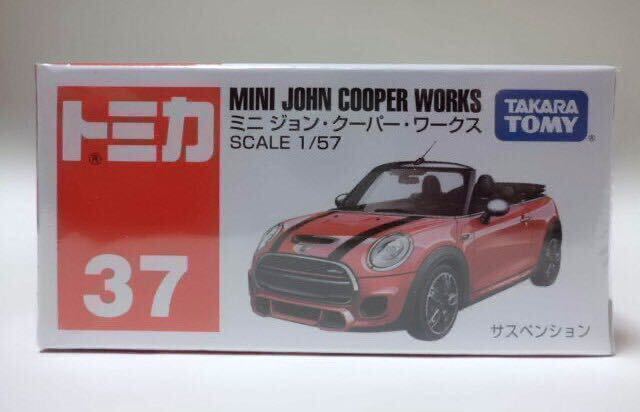 トミカ
®
37
MINI JOHN COOPER WORKS
ミニ ジョン・クーパー・ワークス
SCALE 1/57
TAKARA
TOMY
®
サスペンション